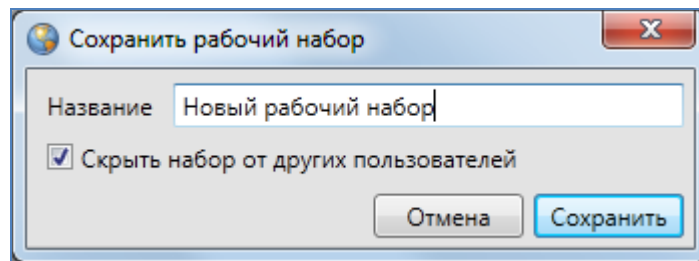 Сохранить рабочий набор
Название Новый рабочий набор
Скрыть набор от других пользователей
Отмена Сохранить